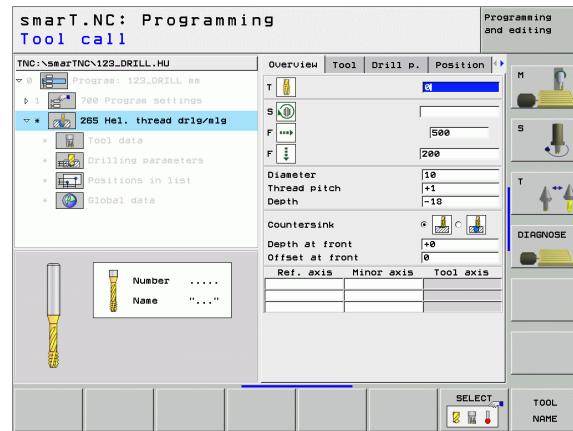 smarT.NC: Programming
Tool call
Programming and editing
TNC:\smarTNC\123_DRILL.HU
0 Program: 123_DRILL mm
1 700 Program settings
* 265 Hel. thread drlg/mlg
* Tool data
* Drilling parameters
* Positions in list
* Global data
Overview Tool Drill p. Position
T 0
S
F 500
F 200
Diameter 10
Thread pitch +1
Depth -18
Countersink
Depth at front +0
Offset at front 0
Ref. axis Minor axis Tool axis
Number .....
Name "..."
M
S
T
DIAGNOSE
SELECT
TOOL NAME